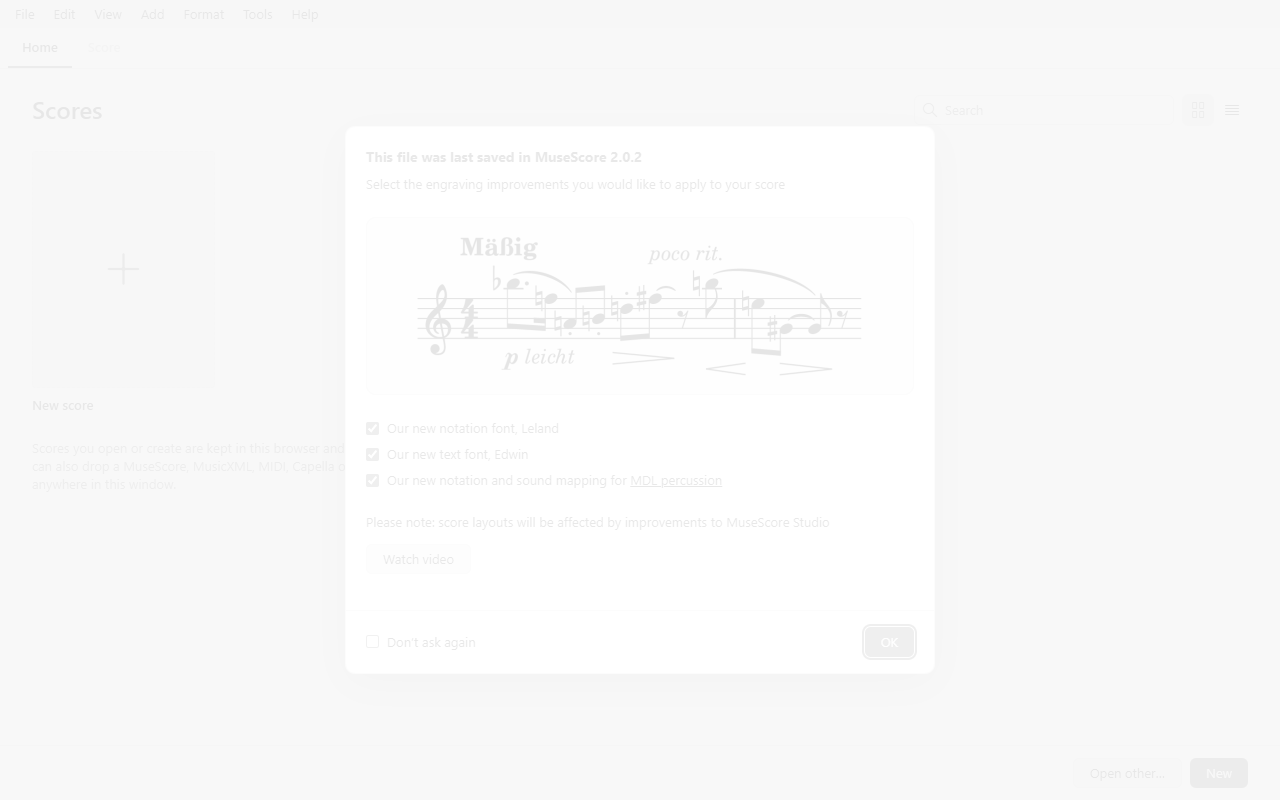 File Edit View Add Format Tools Help
Home Score
Scores
Search
This file was last saved in MuseScore 2.0.2
Select the engraving improvements you would like to apply to your score
Mäßig
poco rit.
p leicht
New score
Our new notation font, Leland
Scores you open or create are kept in this browser and
Our new text font, Edwin
can also drop a MuseScore, MusicXML, MIDI, Capella o
Our new notation and sound mapping for MDL percussion
anywhere in this window.
Please note: score layouts will be affected by improvements to MuseScore Studio
Watch video
Don't ask again
OK
Open other...
New